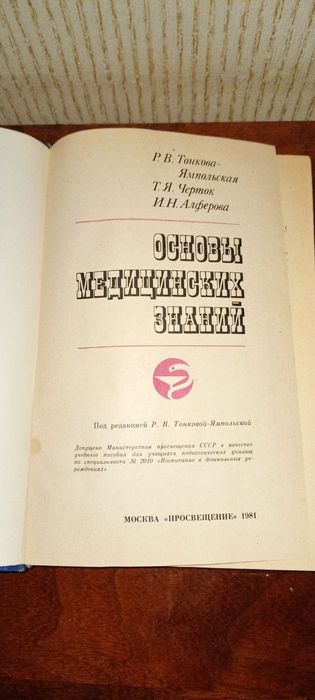 Р. В. Тонкова-
Ямпольская
Т. Я. Черток
И. Н. Алферова
ОСНОВЫ
МЕДИЦИНСКИХ
ЗНАНИЙ
Под редакцией Р. В. Тонковой-Ямпольской
Допущено Министерством просвещения СССР в качестве
учебного пособия для учащихся педагогических училищ
по специальности № 2010 «Воспитание в дошкольных уч-
реждениях»
МОСКВА «ПРОСВЕЩЕНИЕ» 1981